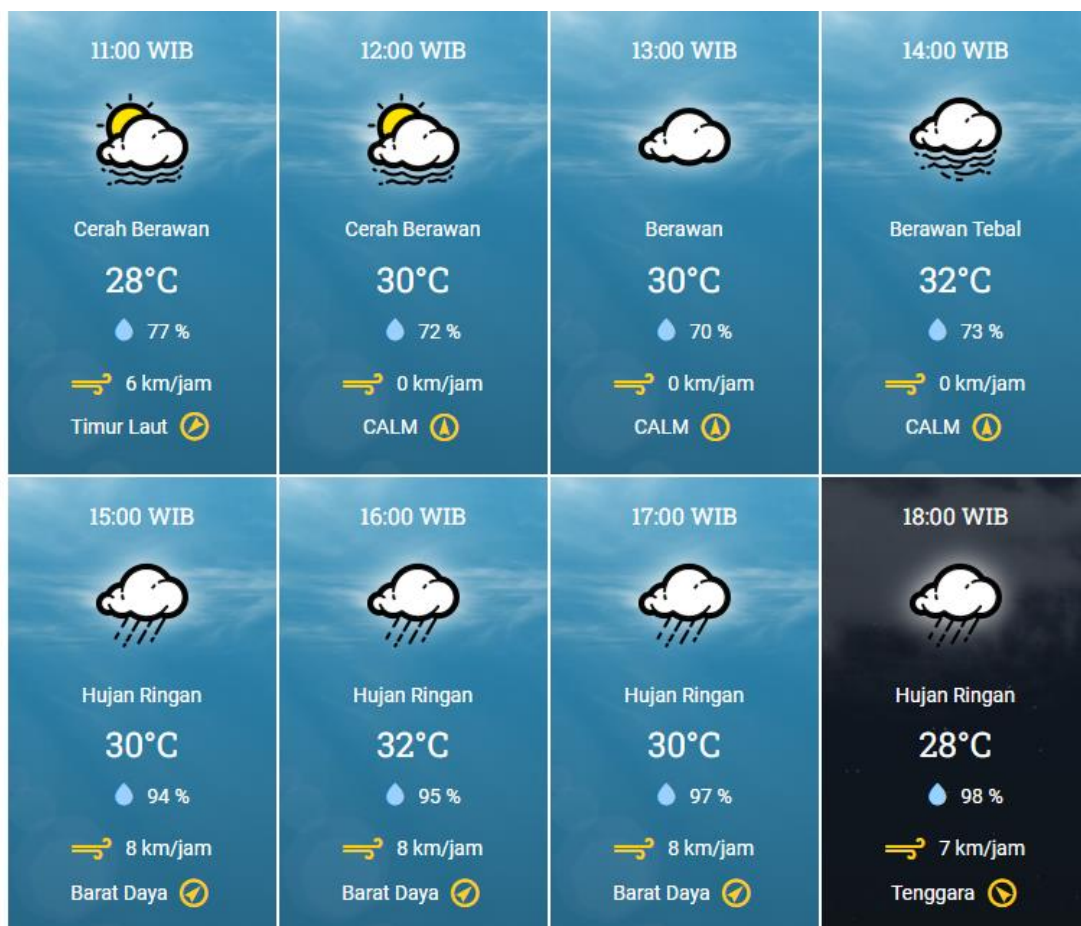 11:00 WIB
Cerah Berawan
28°C
77 %
6 km/jam
Timur Laut
12:00 WIB
Cerah Berawan
30°C
72 %
0 km/jam
CALM
13:00 WIB
Berawan
30°C
70 %
0 km/jam
CALM
14:00 WIB
Berawan Tebal
32°C
73 %
0 km/jam
CALM
15:00 WIB
Hujan Ringan
30°C
94 %
8 km/jam
Barat Daya
16:00 WIB
Hujan Ringan
32°C
95 %
8 km/jam
Barat Daya
17:00 WIB
Hujan Ringan
30°C
97 %
8 km/jam
Barat Daya
18:00 WIB
Hujan Ringan
28°C
98 %
7 km/jam
Tenggara